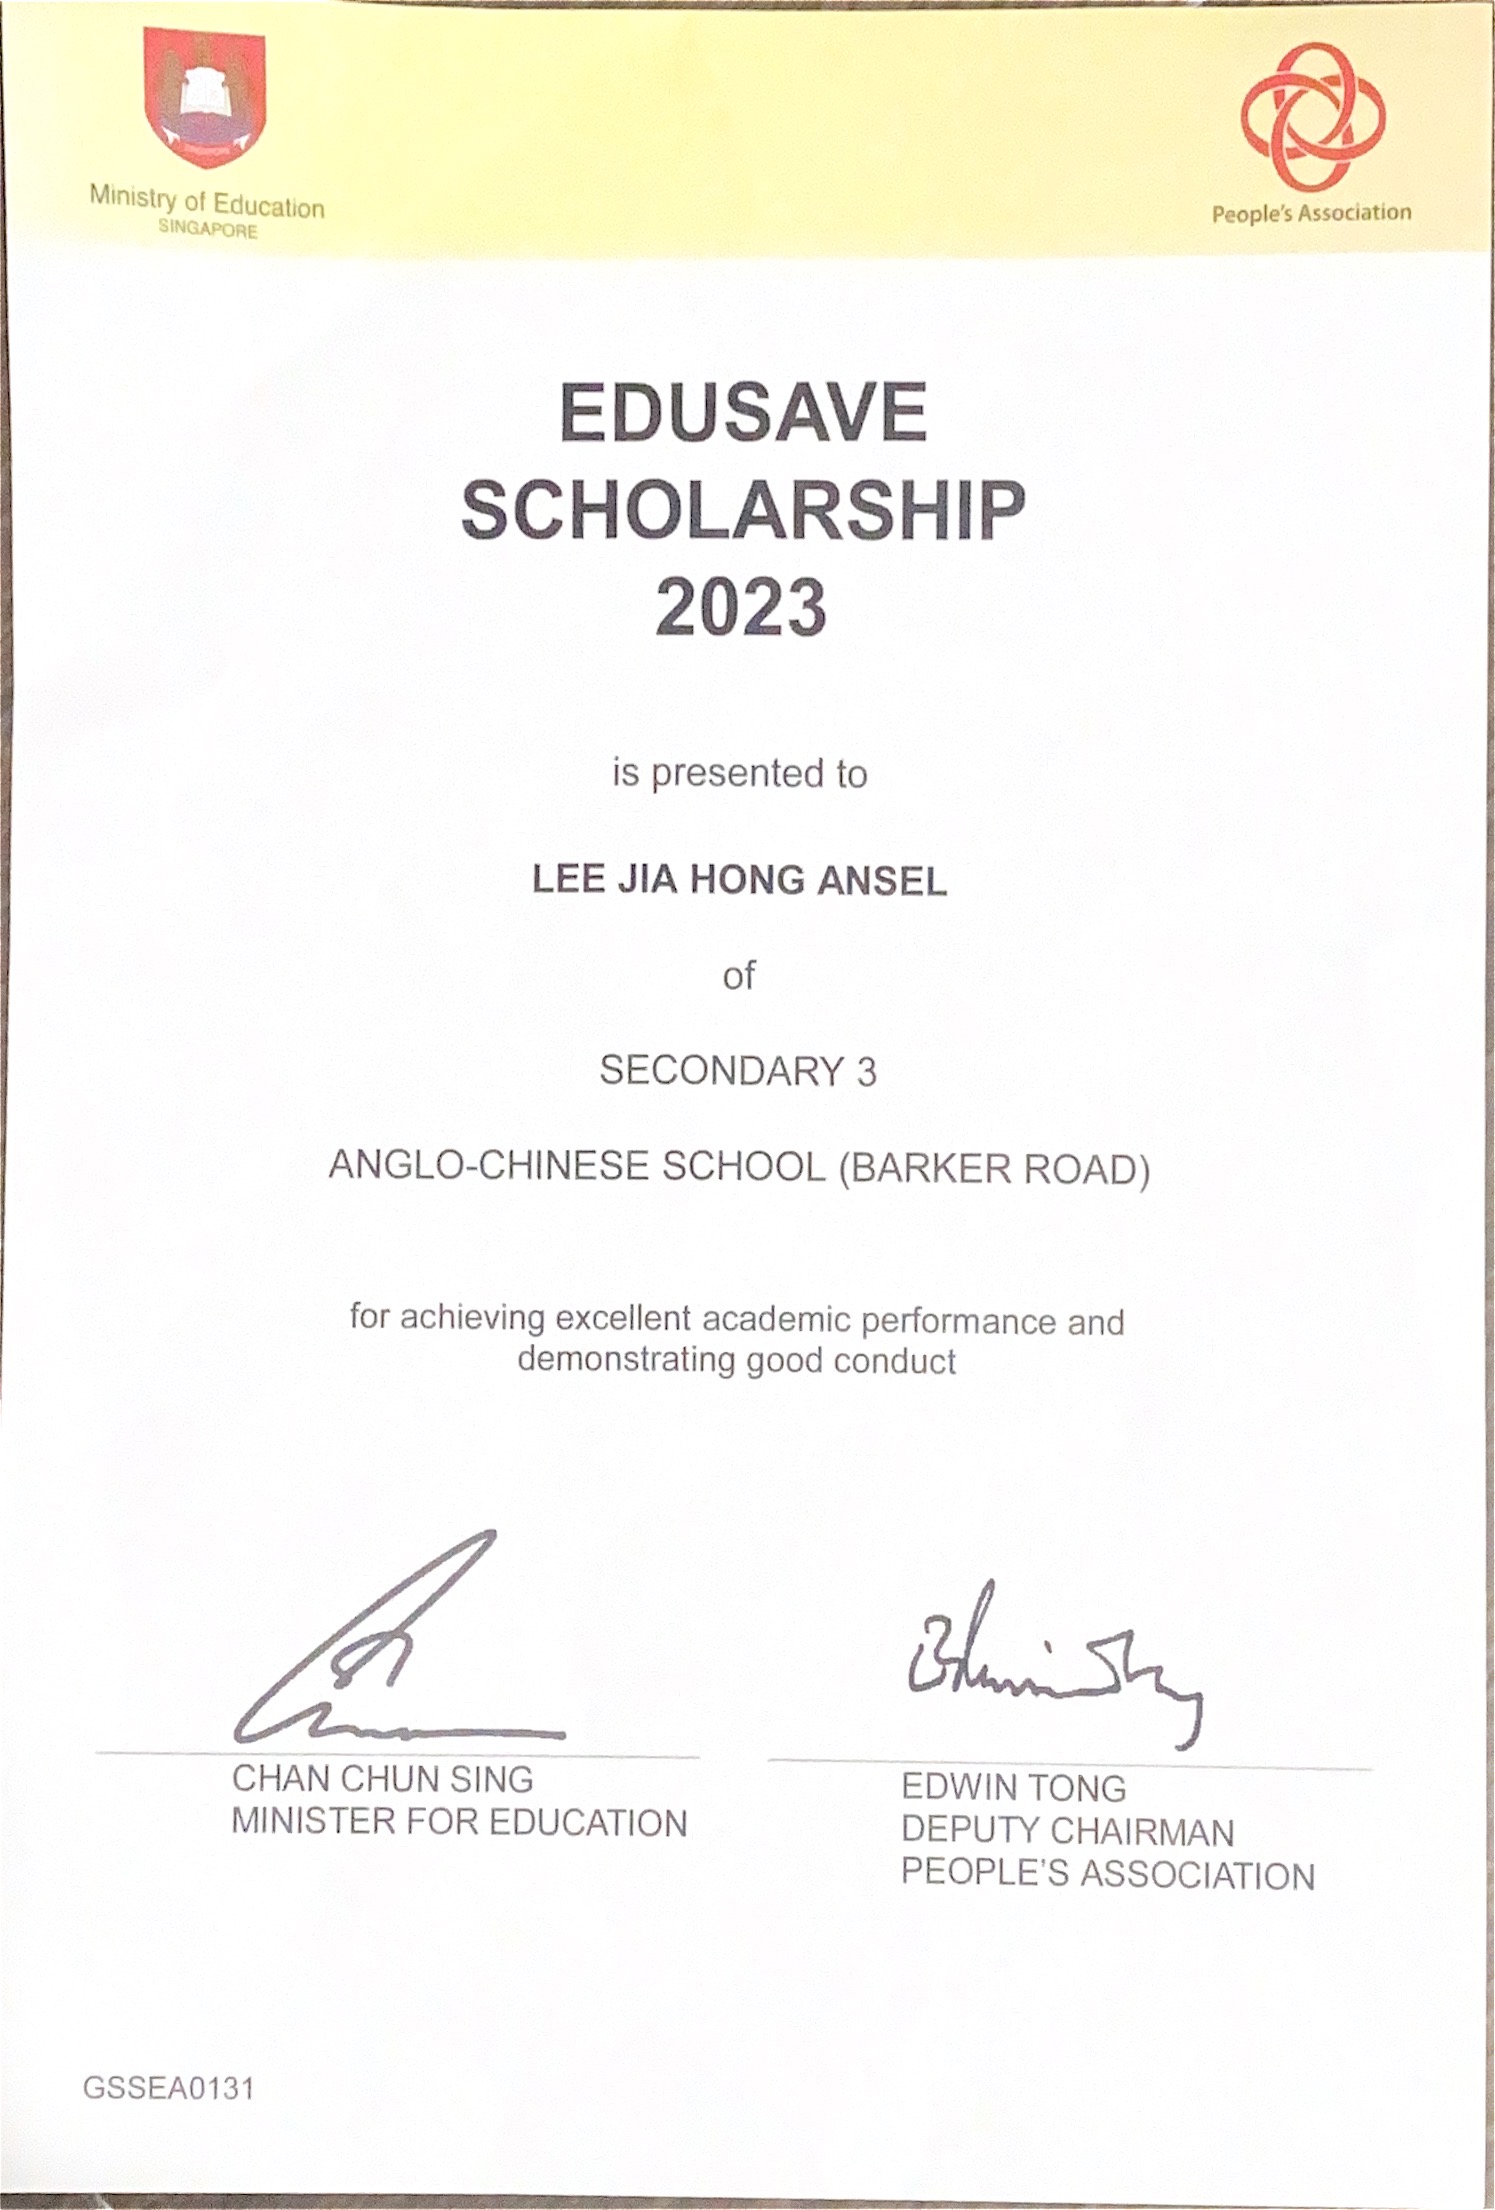 Ministry of Education
SINGAPORE
People's Association
EDUSAVE
SCHOLARSHIP
2023
is presented to
LEE JIA HONG ANSEL
of
SECONDARY 3
ANGLO-CHINESE SCHOOL (BARKER ROAD)
for achieving excellent academic performance and
demonstrating good conduct
Edwin Tong
CHAN CHUN SING
MINISTER FOR EDUCATION
EDWIN TONG
DEPUTY CHAIRMAN
PEOPLE'S ASSOCIATION
GSSEA0131